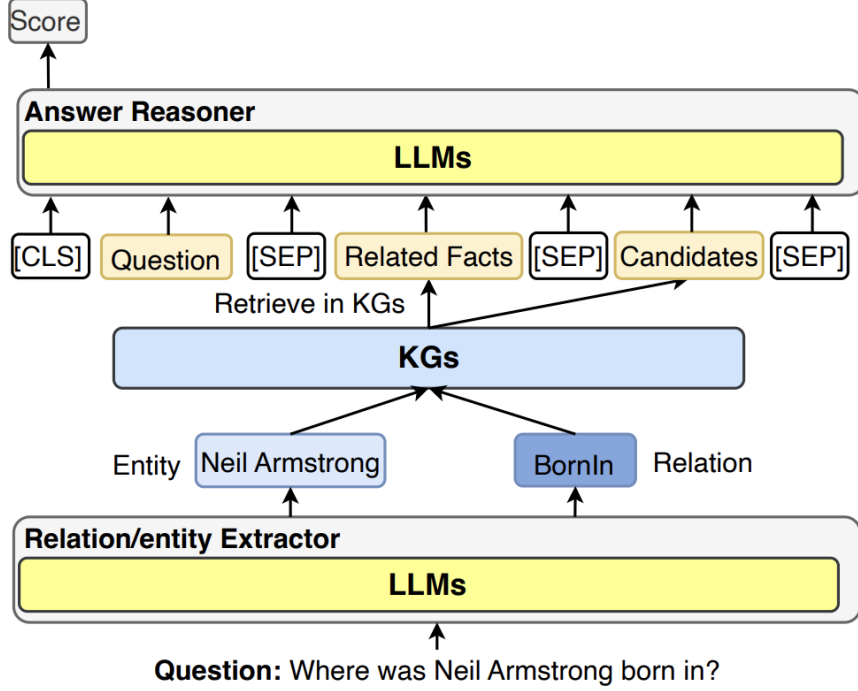 Score
Answer Reasoner
LLMs
[CLS] Question [SEP] Related Facts [SEP] Candidates [SEP]
Retrieve in KGs
KGs
Entity Neil Armstrong BornIn Relation
Relation/entity Extractor
LLMs
Question: Where was Neil Armstrong born in?